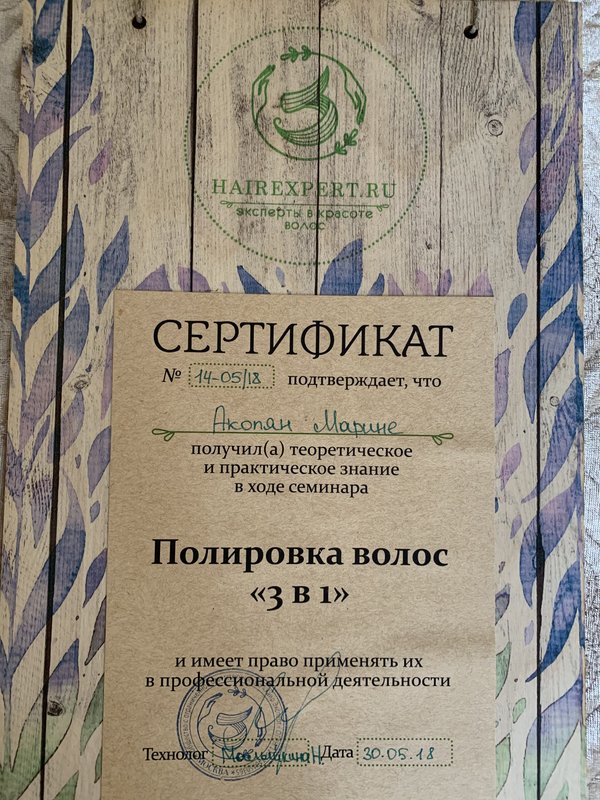 HAIREXPERT.RU
эксперты в красоте
волос
СЕРТИФИКАТ
№ 14-05/18 подтверждает, что
Акопян Марине
получил(а) теоретическое
и практическое знание
в ходе семинара
Полировка волос
«3 в 1»
и имеет право применять их
в профессиональной деятельности
Технолог Дата 30.05.18
МОСКВА